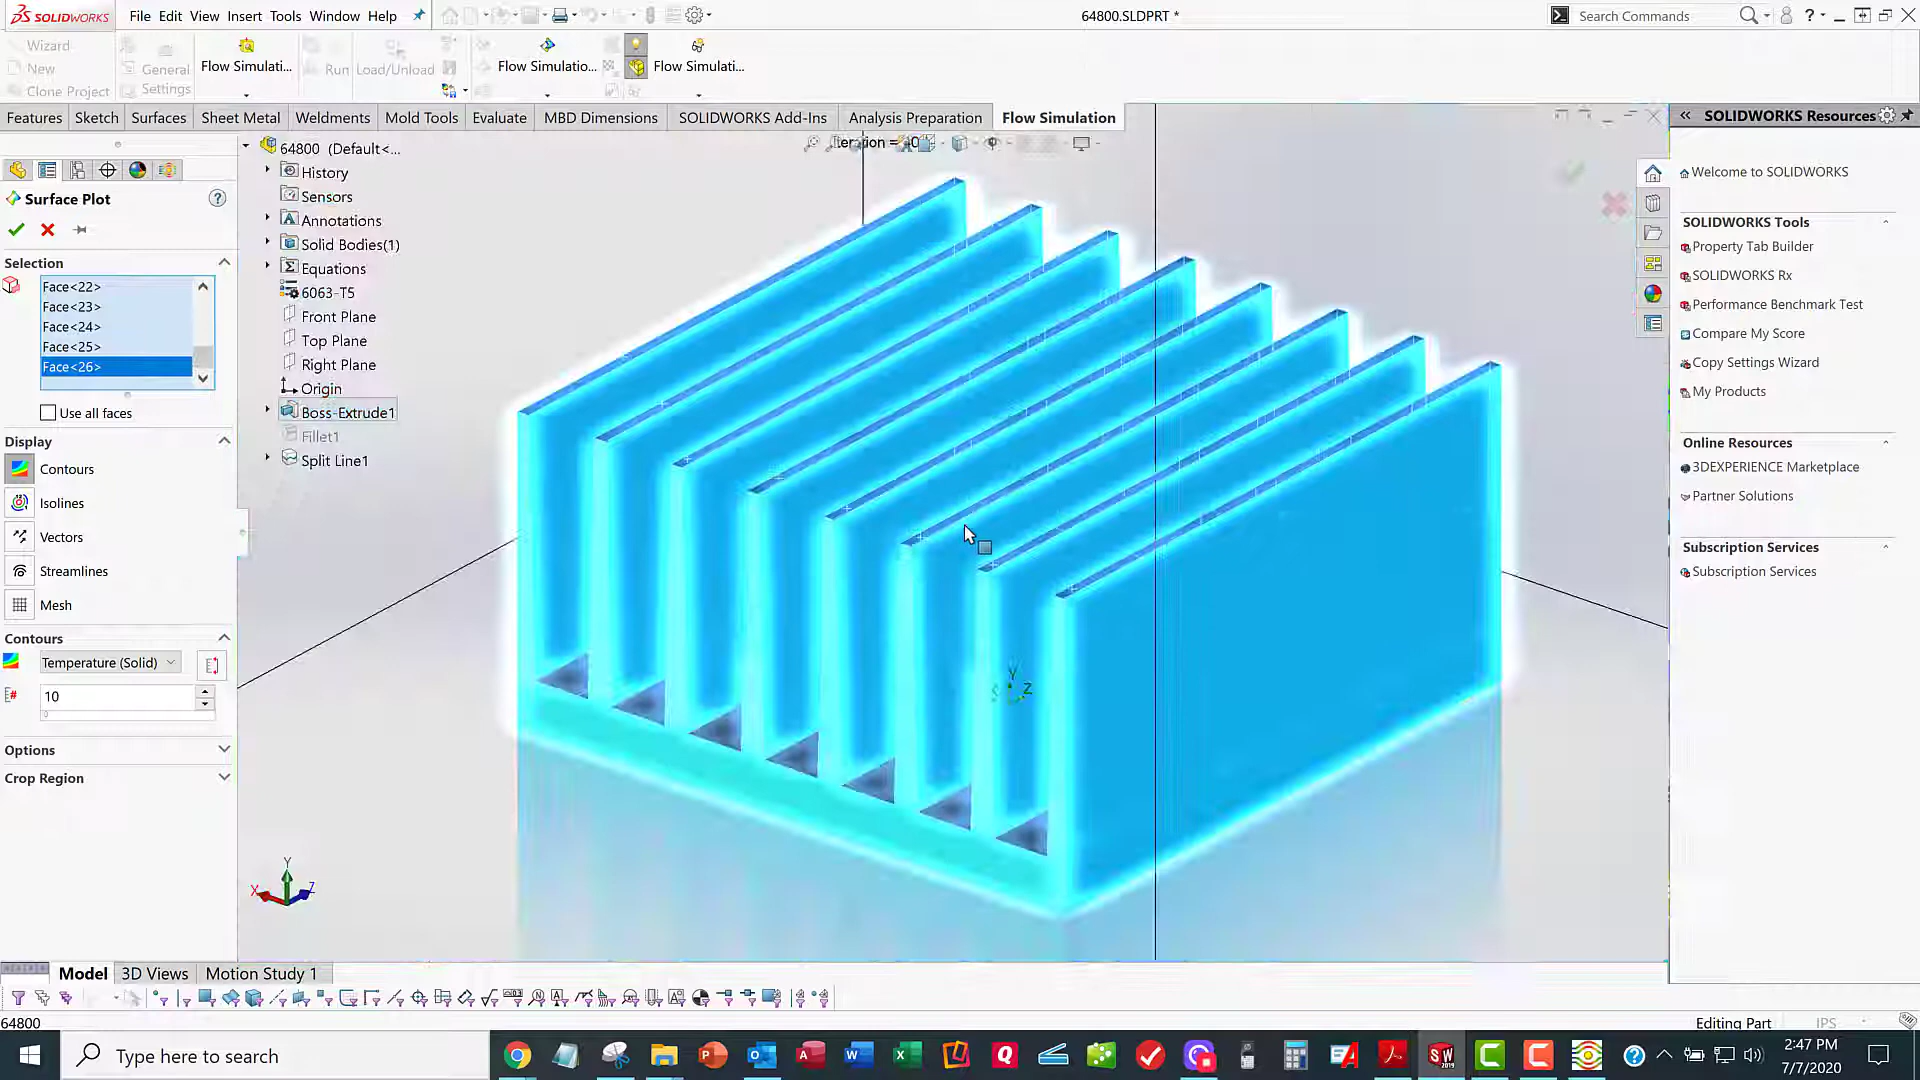 SOLIDWORKS File Edit View Insert Tools Window Help 64800.SLDPRT * Search Commands
Wizard
New
Clone Project
General
Settings
Flow Simulati...
Run
Load/Unload
Flow Simulatio...
Flow Simulati...
Features Sketch Surfaces Sheet Metal Weldments Mold Tools Evaluate MBD Dimensions SOLIDWORKS Add-Ins Analysis Preparation Flow Simulation
SOLIDWORKS Resources
Surface Plot
Selection
Face<22>
Face<23>
Face<24>
Face<25>
Face<26>
Use all faces
Display
Contours
Isolines
Vectors
Streamlines
Mesh
Contours
Temperature (Solid)
10
Options
Crop Region
64800 (Default<...
History
Sensors
Annotations
Solid Bodies(1)
Equations
6063-T5
Front Plane
Top Plane
Right Plane
Origin
Boss-Extrude1
Fillet1
Split Line1
Y
Z
Y
X
Z
Welcome to SOLIDWORKS
SOLIDWORKS Tools
Property Tab Builder
SOLIDWORKS Rx
Performance Benchmark Test
Compare My Score
Copy Settings Wizard
My Products
Online Resources
3DEXPERIENCE Marketplace
Partner Solutions
Subscription Services
Subscription Services
Model 3D Views Motion Study 1
64800 Editing Part IPS
Type here to search
2:47 PM
7/7/2020